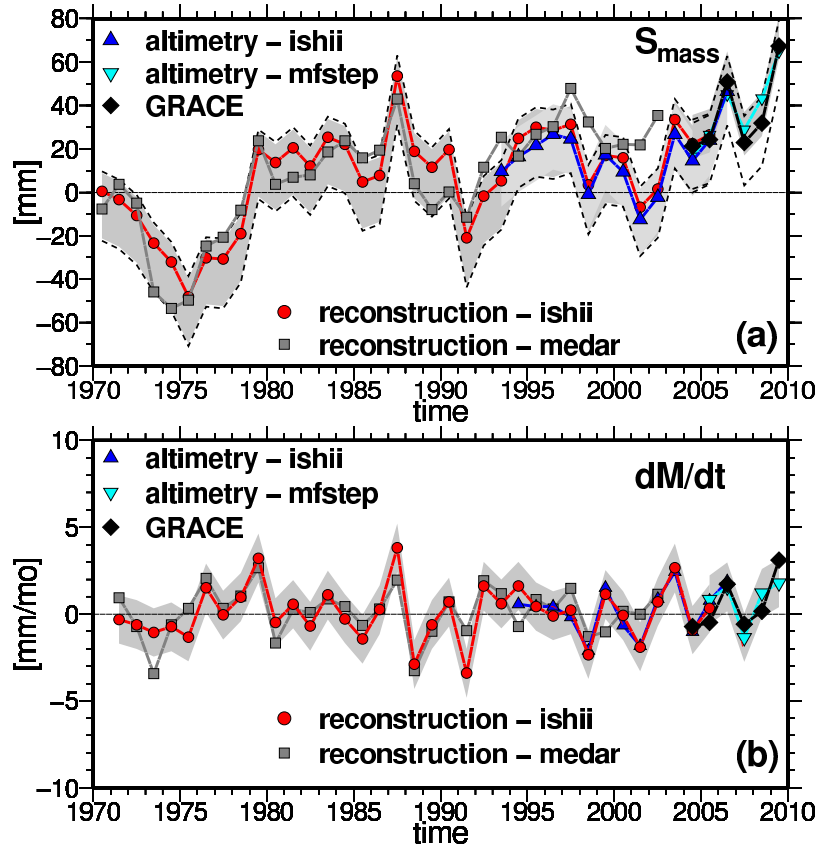 80
60
40
20
0
−20
−40
−60
−80
[mm]
altimetry – ishii
altimetry – mfstep
GRACE
S_mass
reconstruction – ishii
reconstruction – medar
(a)
1970 1975 1980 1985 1990 1995 2000 2005 2010
time
10
5
0
−5
−10
[mm/mo]
altimetry – ishii
altimetry – mfstep
GRACE
dM/dt
reconstruction – ishii
reconstruction – medar
(b)
1970 1975 1980 1985 1990 1995 2000 2005 2010
time